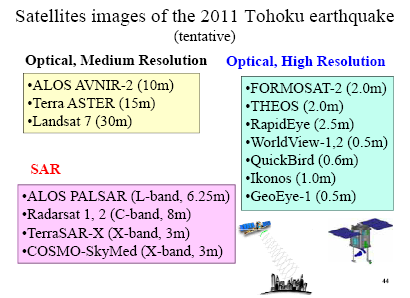 Satellites images of the 2011 Tohoku earthquake
(tentative)
Optical, Medium Resolution
•ALOS AVNIR-2 (10m)
•Terra ASTER (15m)
•Landsat 7 (30m)
Optical, High Resolution
•FORMOSAT-2 (2.0m)
•THEOS (2.0m)
•RapidEye (2.5m)
•WorldView-1,2 (0.5m)
•QuickBird (0.6m)
•Ikonos (1.0m)
•GeoEye-1 (0.5m)
SAR
•ALOS PALSAR (L-band, 6.25m)
•Radarsat 1, 2 (C-band, 8m)
•TerraSAR-X (X-band, 3m)
•COSMO-SkyMed (X-band, 3m)
44